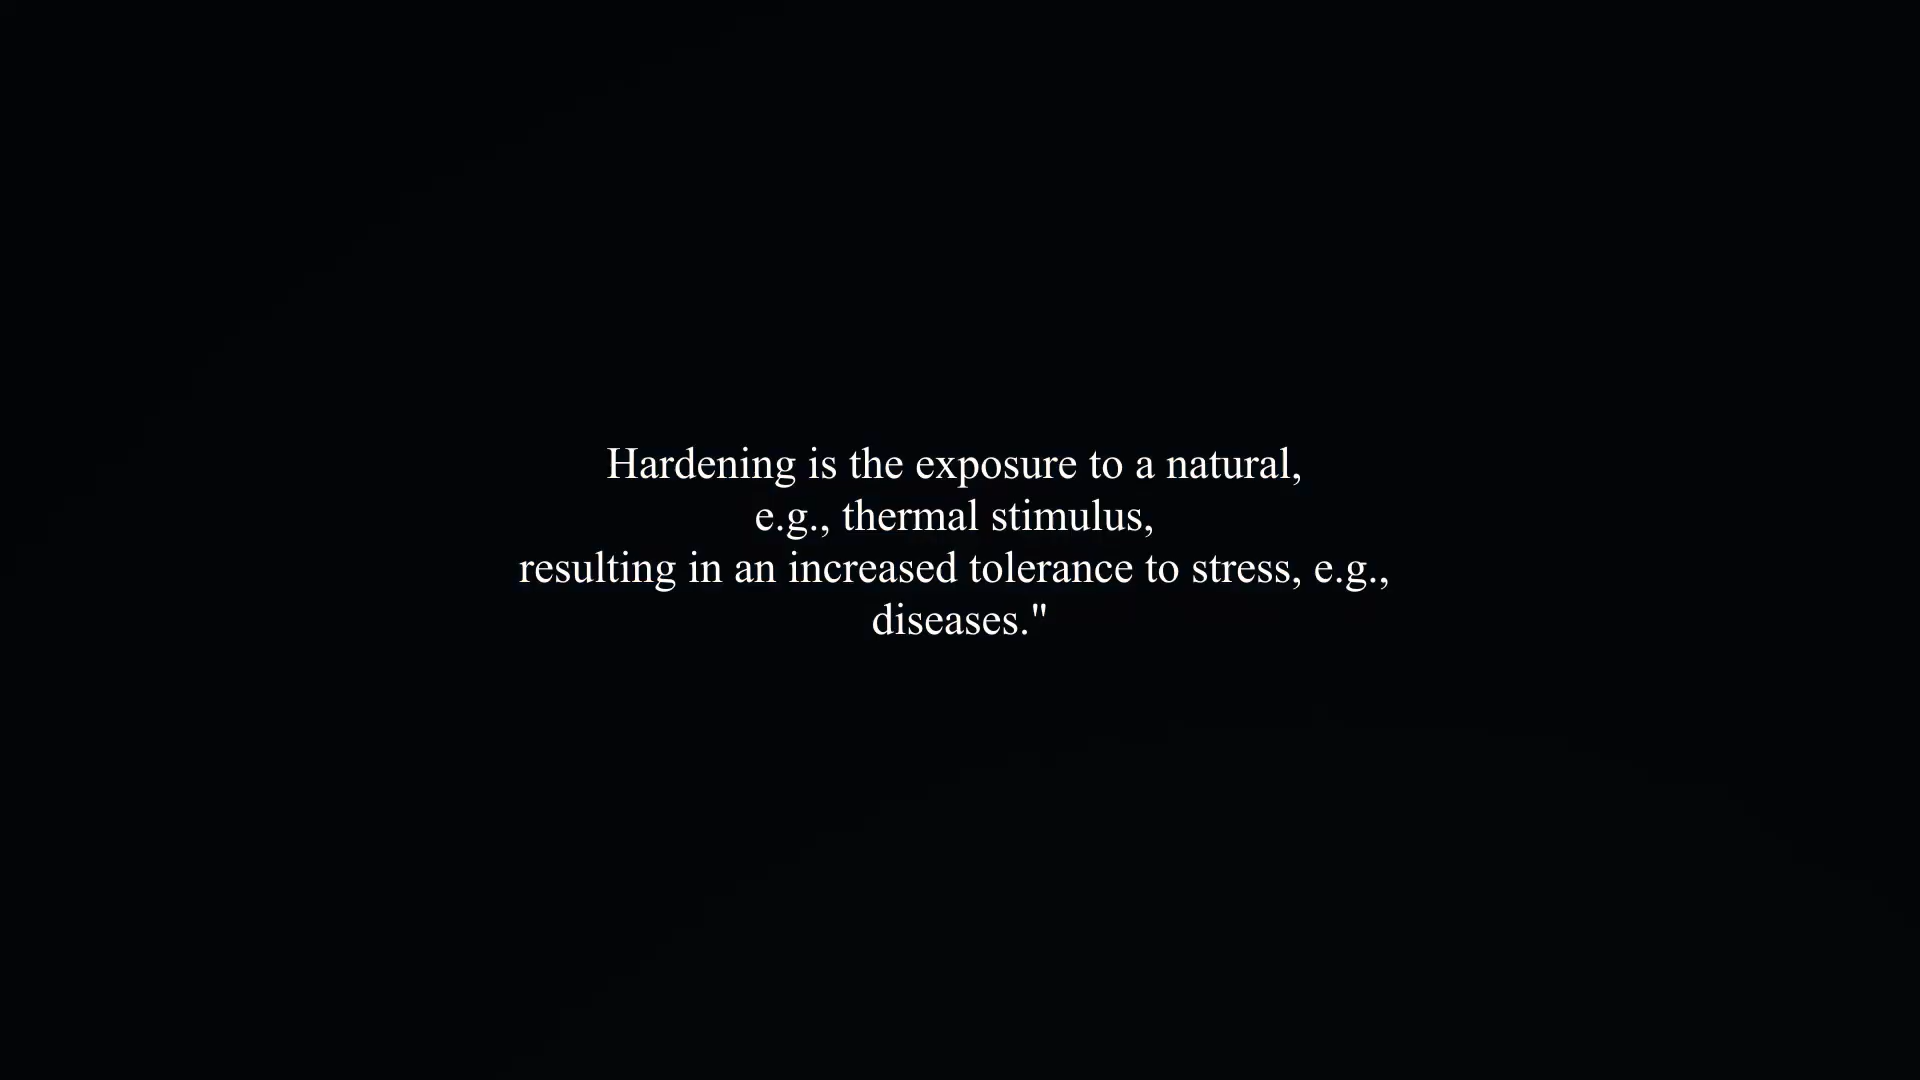 Hardening is the exposure to a natural,
e.g., thermal stimulus,
resulting in an increased tolerance to stress, e.g.,
diseases."